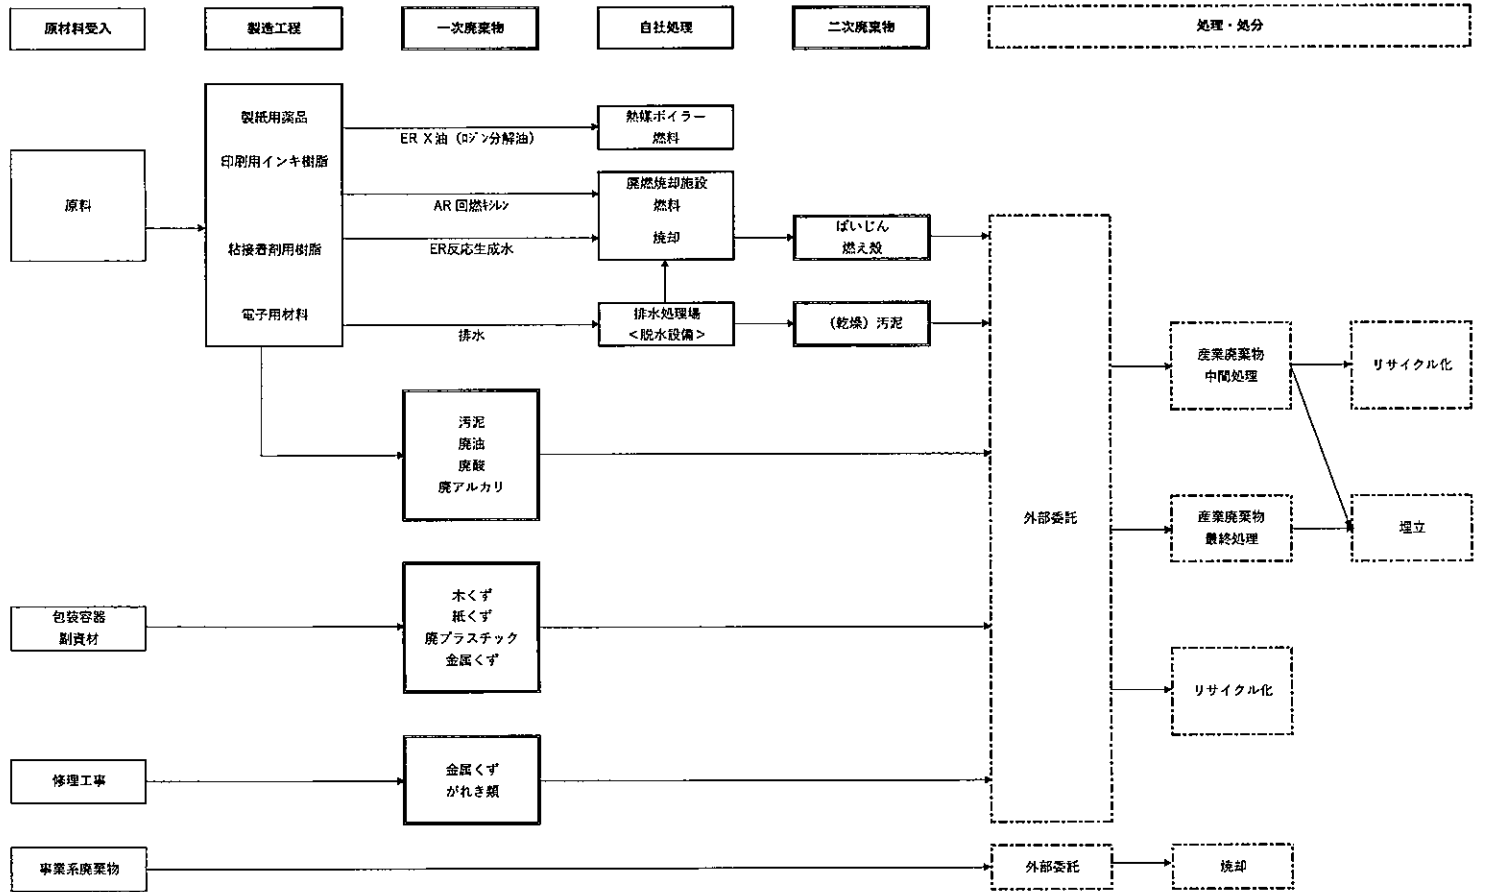 原材料受入
製造工程
一次廃棄物
自社処理
二次廃棄物
処理・処分
原料
製紙用薬品
印刷用インキ樹脂
粘接着剤用樹脂
電子用材料
ER X油（ロジン分解油）
AR回燃キシレン
ER反応生成水
排水
熱媒ボイラー
燃料
廃燃焼却施設
燃料
焼却
排水処理場
＜脱水設備＞
ばいじん
燃え殻
（乾燥）汚泥
汚泥
廃油
廃酸
廃アルカリ
外部委託
産業廃棄物
中間処理
リサイクル化
産業廃棄物
最終処理
埋立
包装容器
副資材
木くず
紙くず
廃プラスチック
金属くず
リサイクル化
修理工事
金属くず
がれき類
事業系廃棄物
外部委託
焼却